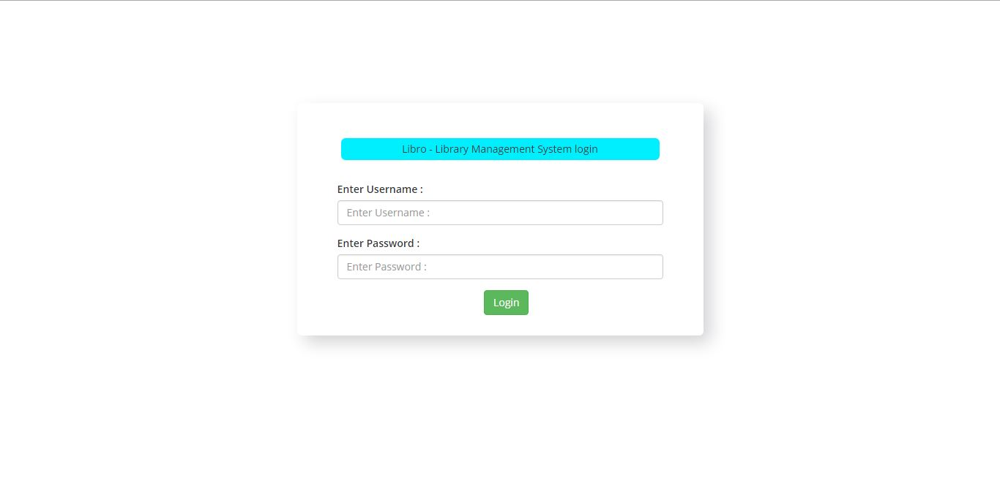 Libro - Library Management System login
Enter Username :
Enter Username :
Enter Password :
Enter Password :
Login